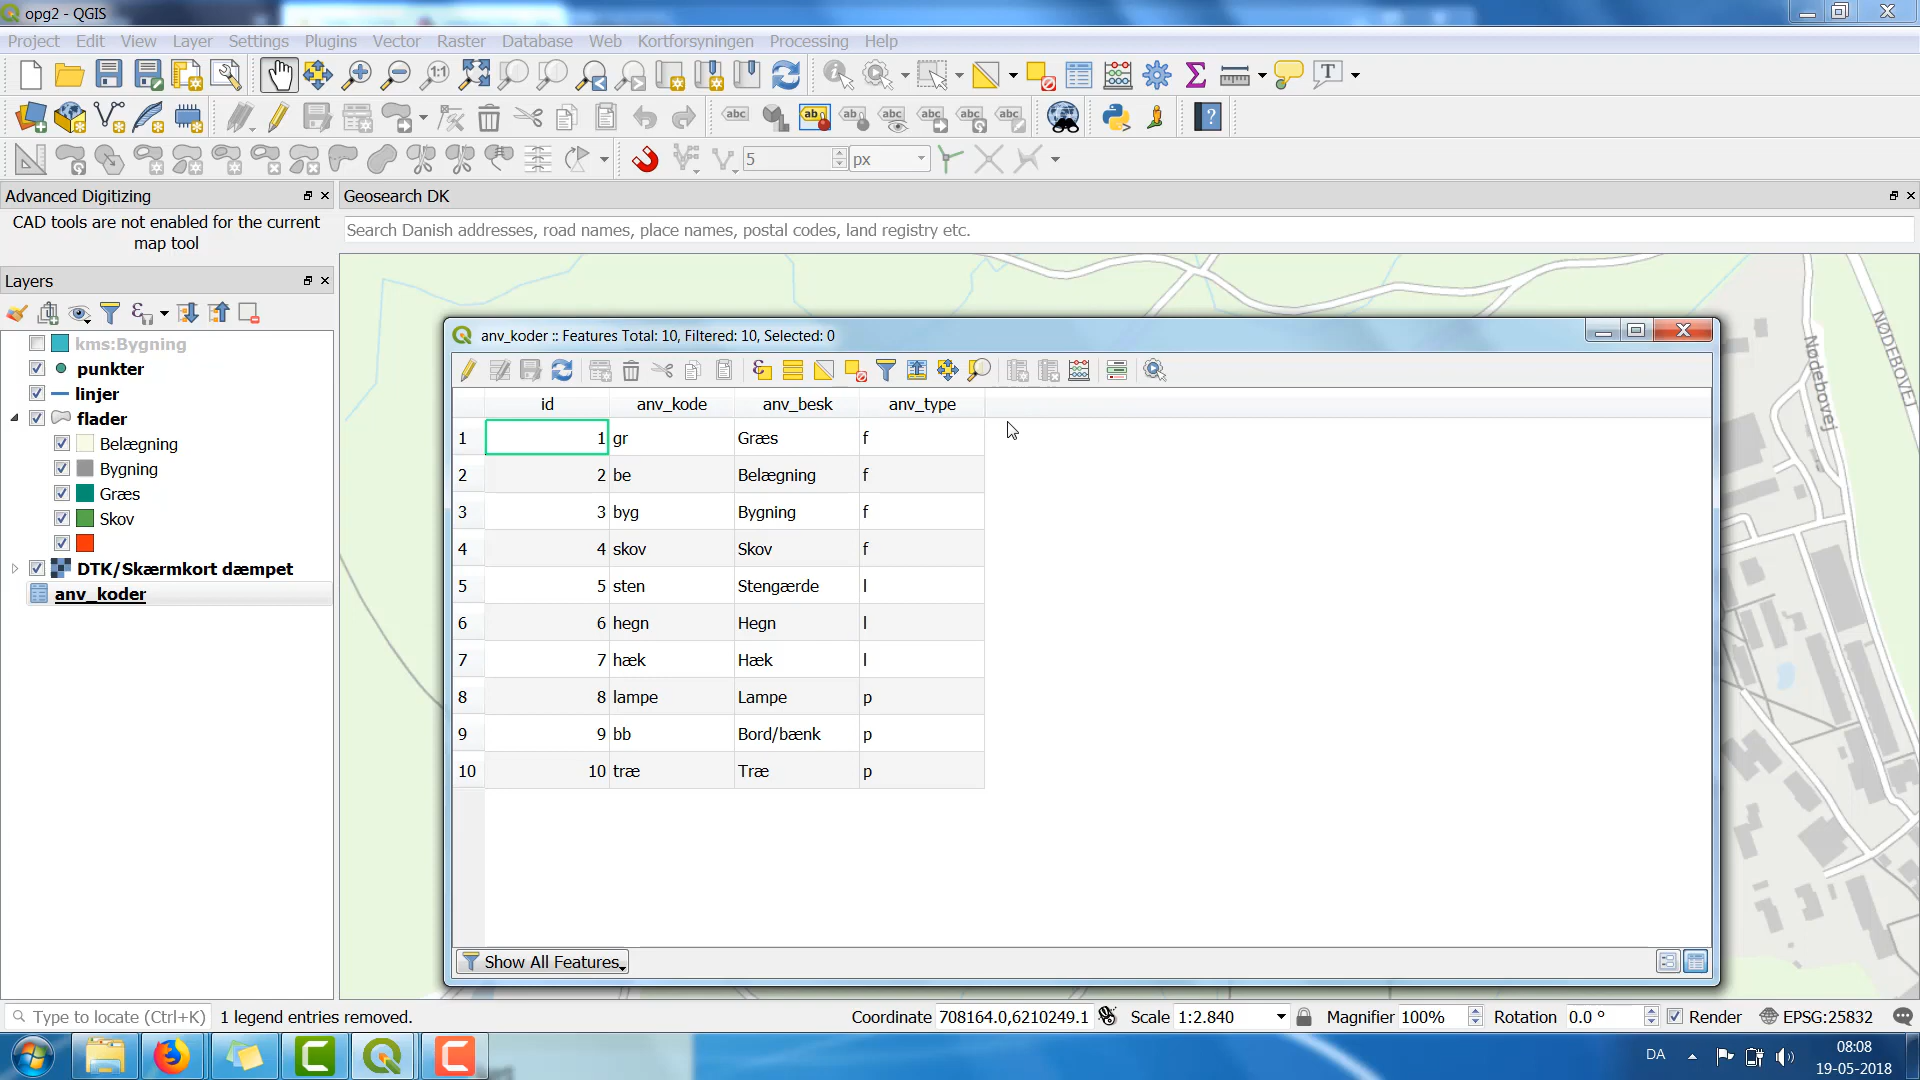 opg2 - QGIS
Project Edit View Layer Settings Plugins Vector Raster Database Web Kortforsyningen Processing Help
5 px
Advanced Digitizing
CAD tools are not enabled for the current
map tool
Geosearch DK
Search Danish addresses, road names, place names, postal codes, land registry etc.
Layers
kms:Bygning
punkter
linjer
flader
Belægning
Bygning
Græs
Skov
DTK/Skærmkort dæmpet
anv_koder
anv_koder :: Features Total: 10, Filtered: 10, Selected: 0
id anv_kode anv_besk anv_type
1 1 gr Græs f
2 2 be Belægning f
3 3 byg Bygning f
4 4 skov Skov f
5 5 sten Stengærde l
6 6 hegn Hegn l
7 7 hæk Hæk l
8 8 lampe Lampe p
9 9 bb Bord/bænk p
10 10 træ Træ p
Show All Features
Nødebovej
NØDEBOVEJ
Type to locate (Ctrl+K) 1 legend entries removed. Coordinate 708164.0,6210249.1 Scale 1:2.840 Magnifier 100% Rotation 0.0 ° Render EPSG:25832
DA 08:08
19-05-2018